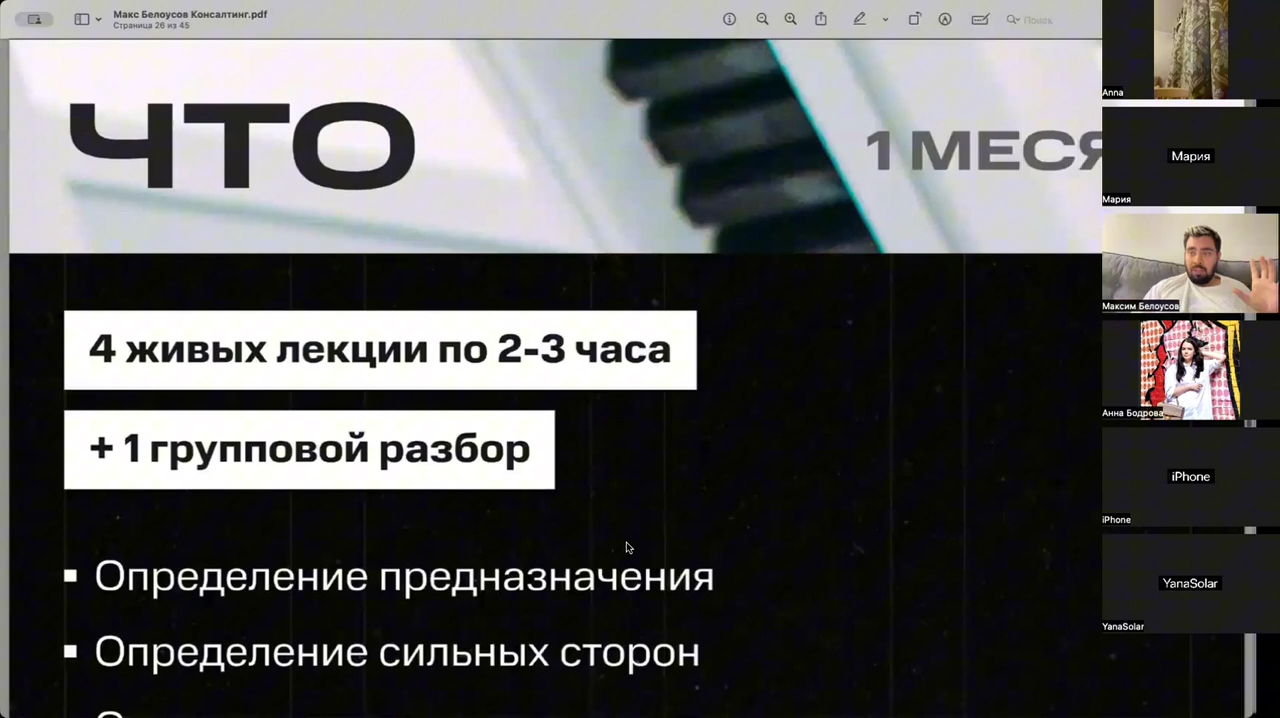 Макс Белоусов Консалтинг.pdf
Страница 26 из 45
Поиск
ЧТО
1 МЕСЯ
4 живых лекции по 2-3 часа
+ 1 групповой разбор
Определение предназначения
Определение сильных сторон
Anna
Мария
Мария
Максим Белоусов
Анна Бодрова
iPhone
iPhone
YanaSolar
YanaSolar